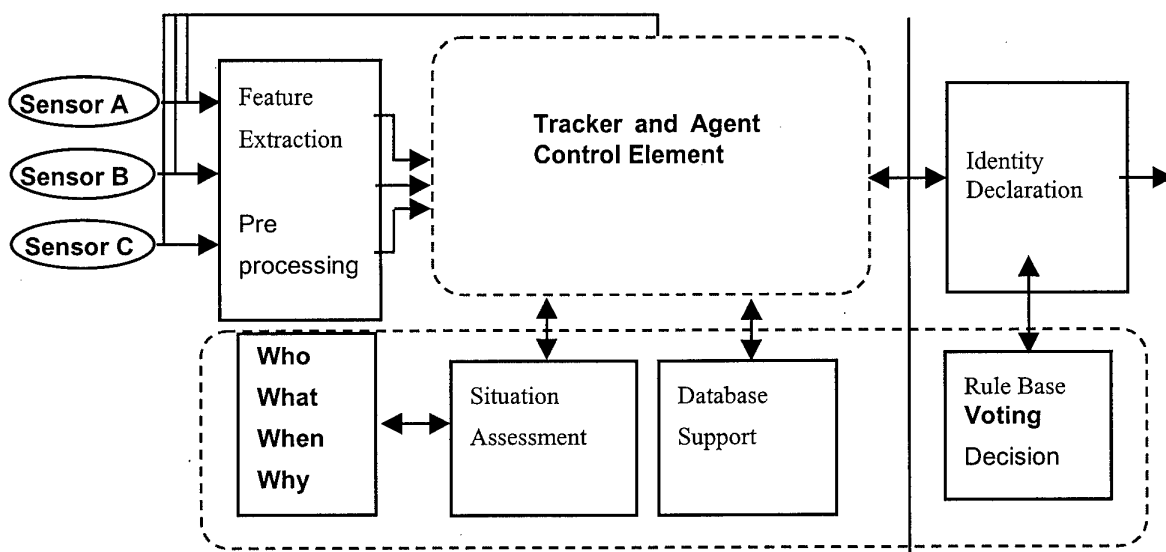 Sensor A
Sensor B
Sensor C
Feature
Extraction
Pre
processing
Tracker and Agent
Control Element
Identity
Declaration
Who
What
When
Why
Situation
Assessment
Database
Support
Rule Base
Voting
Decision